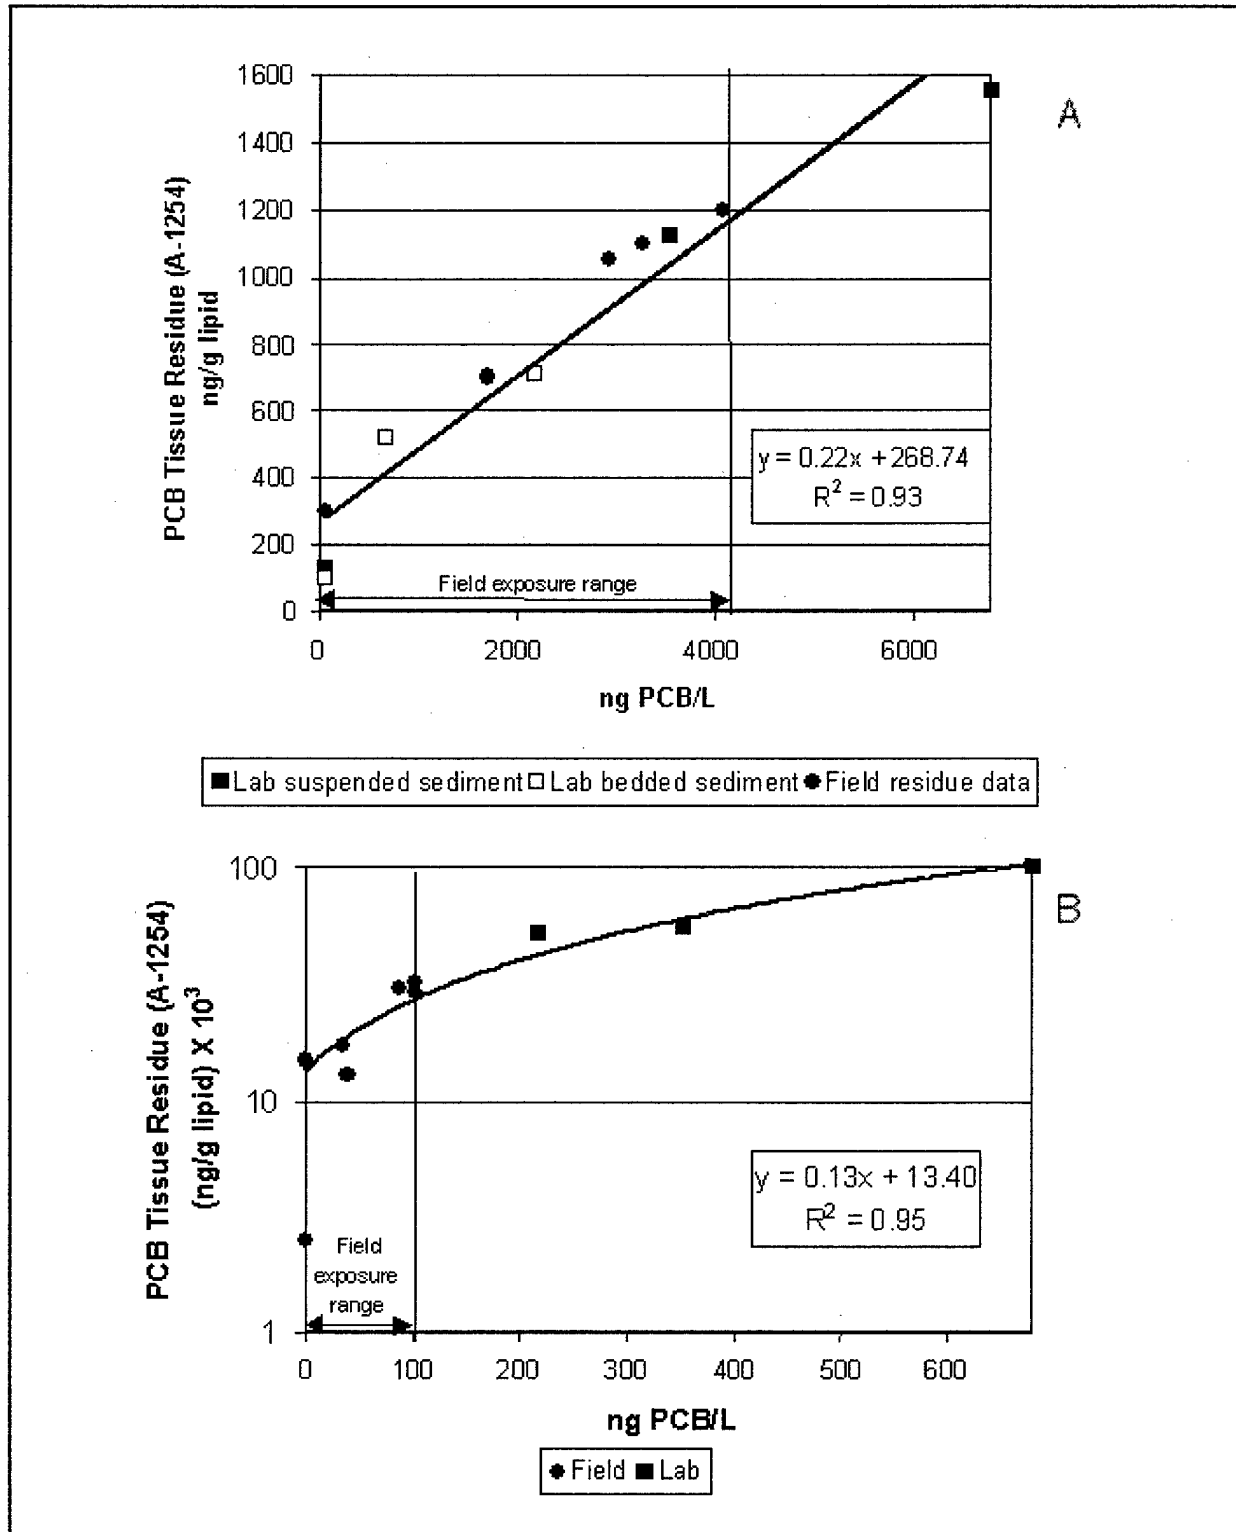 A
1600
1400
1200
1000
800
600
400
200
0
PCB Tissue Residue (A-1254)
ng/g lipid
y = 0.22x + 268.74
R² = 0.93
Field exposure range
0 2000 4000 6000
ng PCB/L
Lab suspended sediment Lab bedded sediment Field residue data
B
100
10
1
PCB Tissue Residue (A-1254)
(ng/g lipid) X 10³
y = 0.13x + 13.40
R² = 0.95
Field
exposure
range
0 100 200 300 400 500 600
ng PCB/L
Field Lab